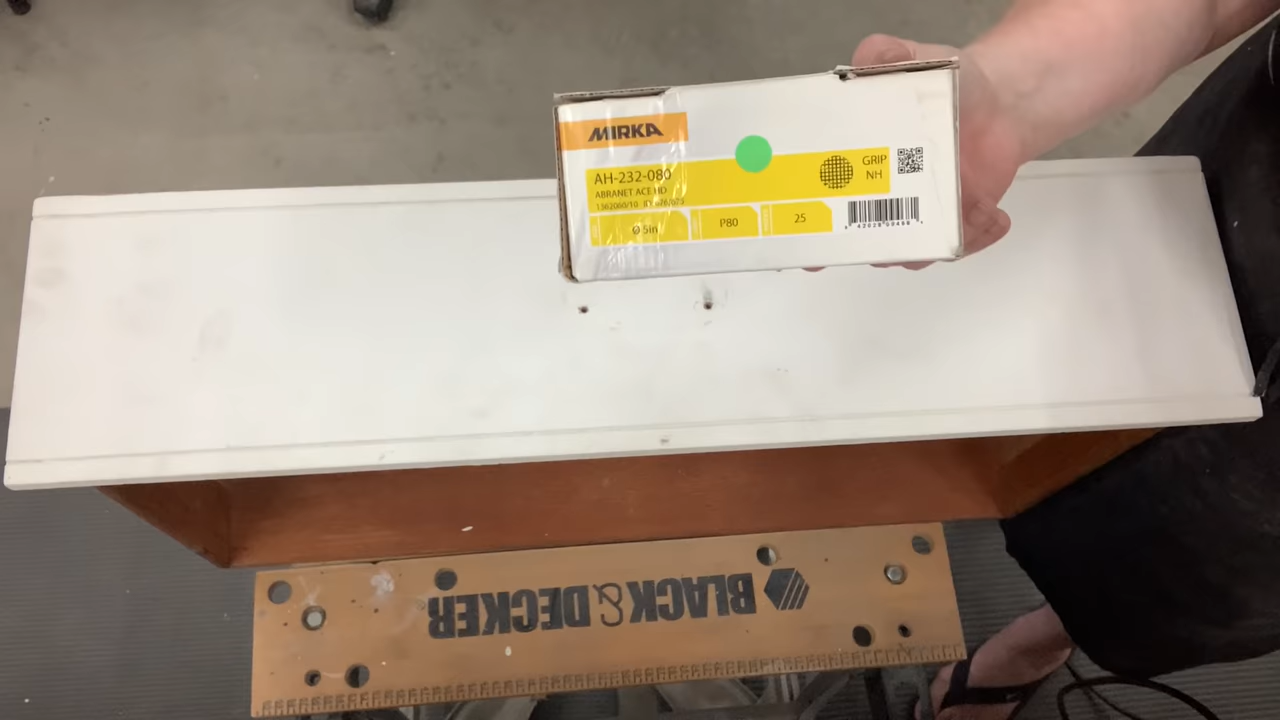 MIRKA
AH-232-080
ABRANET ACE HD
GRIP
NH
Ø 5in
P80
25
BLACK & DECKER